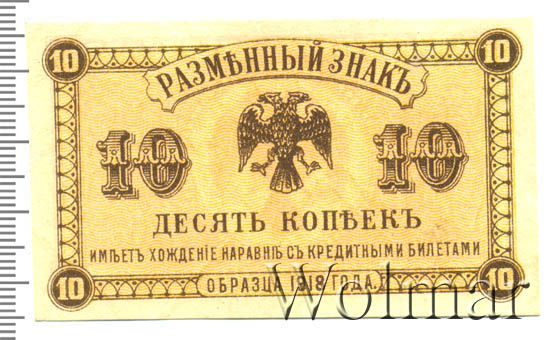 10 10
РАЗМѢННЫЙ ЗНАКЪ
10 10
ДЕСЯТЬ КОПѢЕКЪ
ИМѢЕТЪ ХОЖДЕНІЕ НАРАВНѢ СЪ КРЕДИТНЫМИ БИЛЕТАМИ
10 ОБРАЗЦА 1918 ГОДА. 10
Wolmar